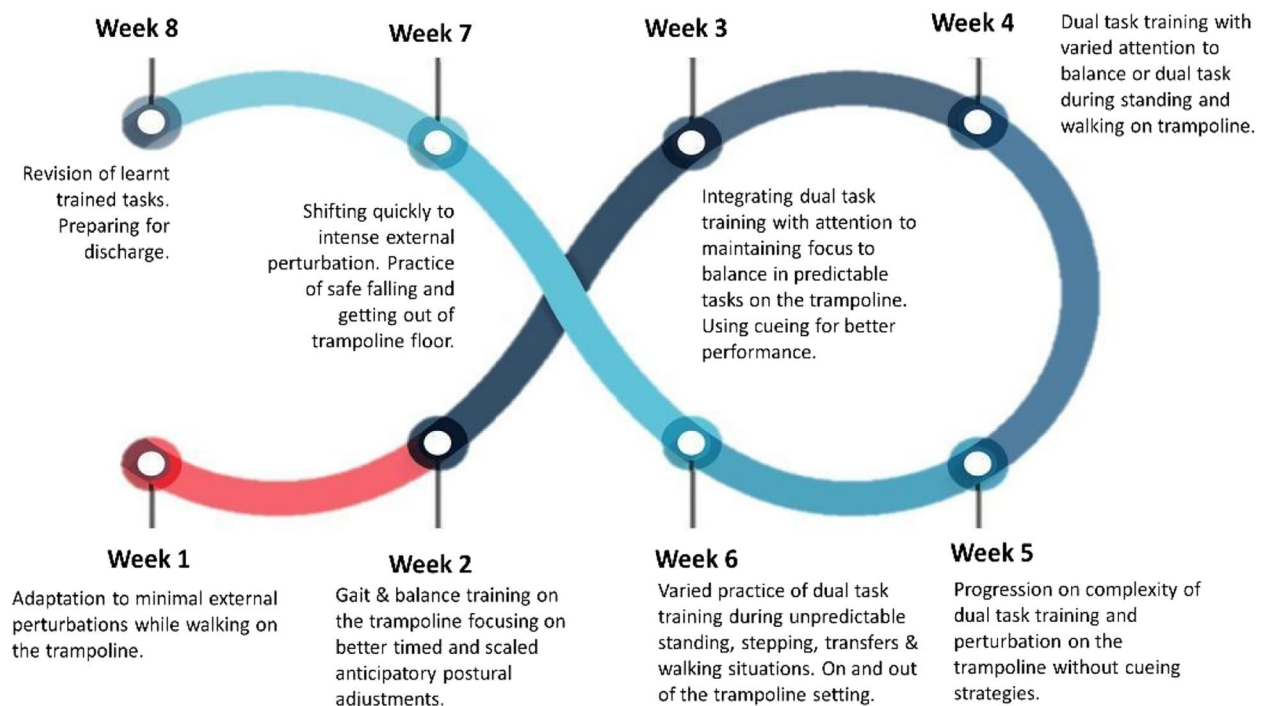 Week 8
Revision of learnt
trained tasks.
Preparing for
discharge.
Week 7
Shifting quickly to
intense external
perturbation. Practice
of safe falling and
getting out of
trampoline floor.
Week 3
Integrating dual task
training with attention to
maintaining focus to
balance in predictable
tasks on the trampoline.
Using cueing for better
performance.
Week 4
Dual task training with
varied attention to
balance or dual task
during standing and
walking on trampoline.
Week 1
Adaptation to minimal external
perturbations while walking on
the trampoline.
Week 2
Gait & balance training on
the trampoline focusing on
better timed and scaled
anticipatory postural
adjustments.
Week 6
Varied practice of dual task
training during unpredictable
standing, stepping, transfers &
walking situations. On and out
of the trampoline setting.
Week 5
Progression on complexity of
dual task training and
perturbation on the
trampoline without cueing
strategies.